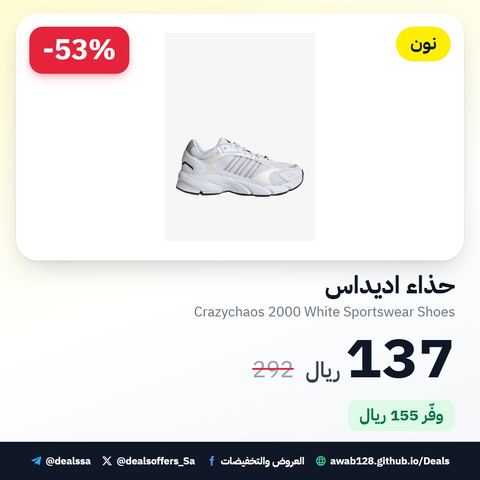 -53%
نون
حذاء اديداس
Crazychaos 2000 White Sportswear Shoes
137 ريال 292
وفّر 155 ريال
@dealssa @dealsoffers_Sa العروض والتخفيضات awab128.github.io/Deals